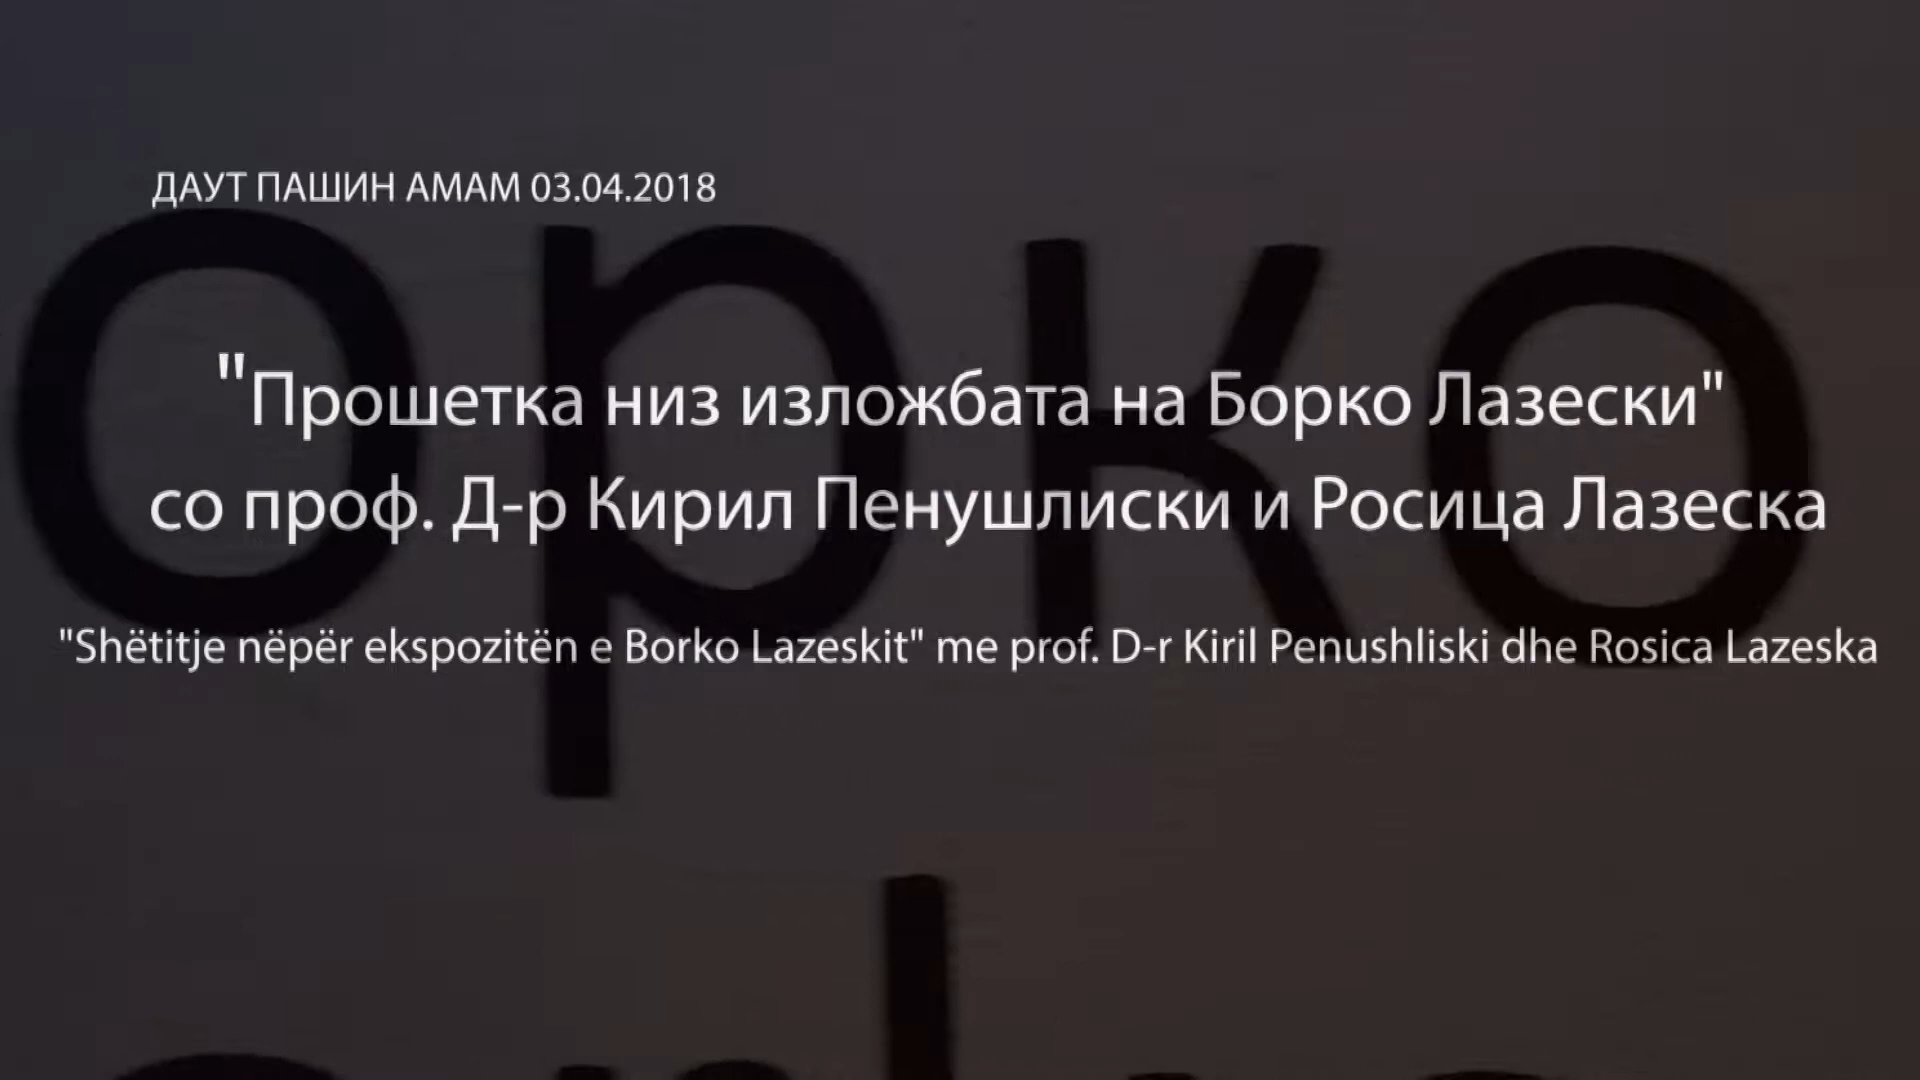 ДАУТ ПАШИН АМАМ 03.04.2018
"Прошетка низ изложбата на Борко Лазески"
со проф. Д-р Кирил Пенушлиски и Росица Лазеска
"Shëtitje nëpër ekspozitën e Borko Lazeskit" me prof. D-r Kiril Penushliski dhe Rosica Lazeska
орко